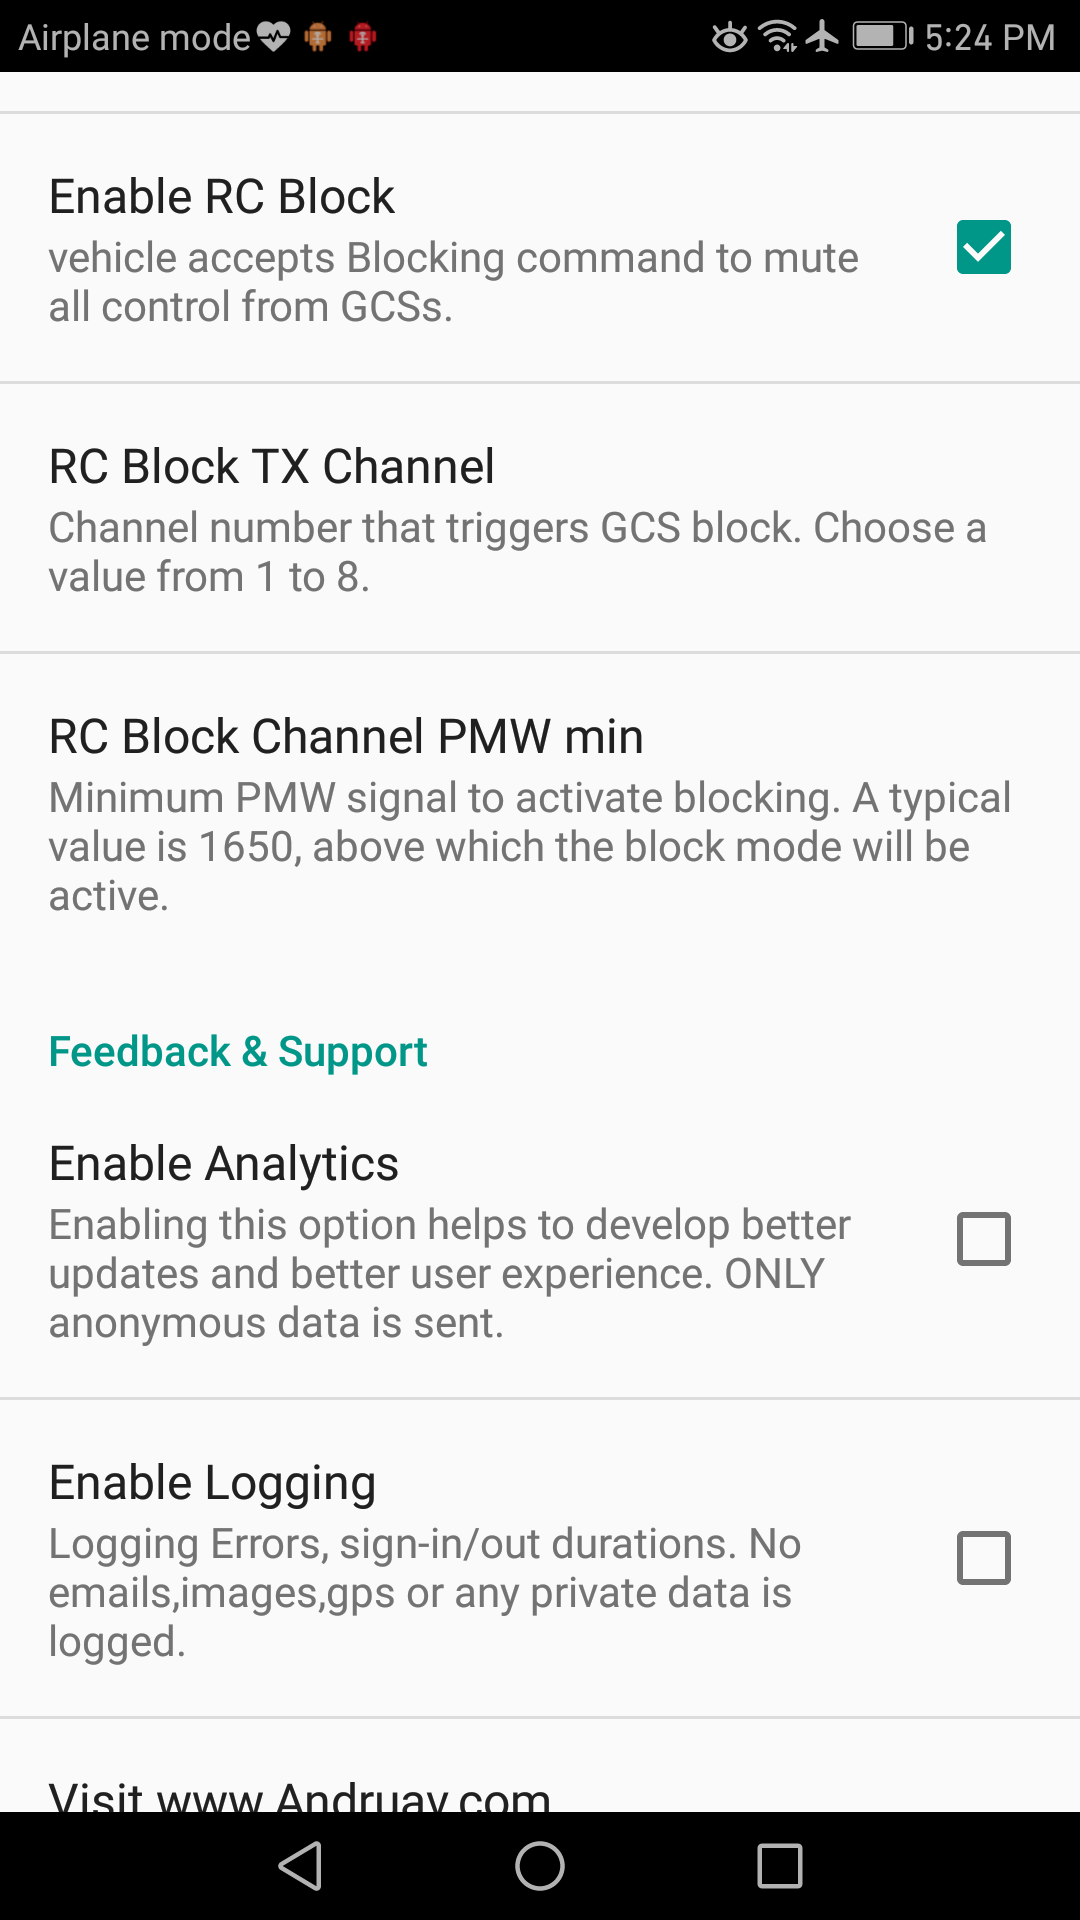 Airplane mode 5:24 PM
Enable RC Block
vehicle accepts Blocking command to mute
all control from GCSs.
RC Block TX Channel
Channel number that triggers GCS block. Choose a
value from 1 to 8.
RC Block Channel PMW min
Minimum PMW signal to activate blocking. A typical
value is 1650, above which the block mode will be
active.
Feedback & Support
Enable Analytics
Enabling this option helps to develop better
updates and better user experience. ONLY
anonymous data is sent.
Enable Logging
Logging Errors, sign-in/out durations. No
emails,images,gps or any private data is
logged.
Visit www.Andruav.com